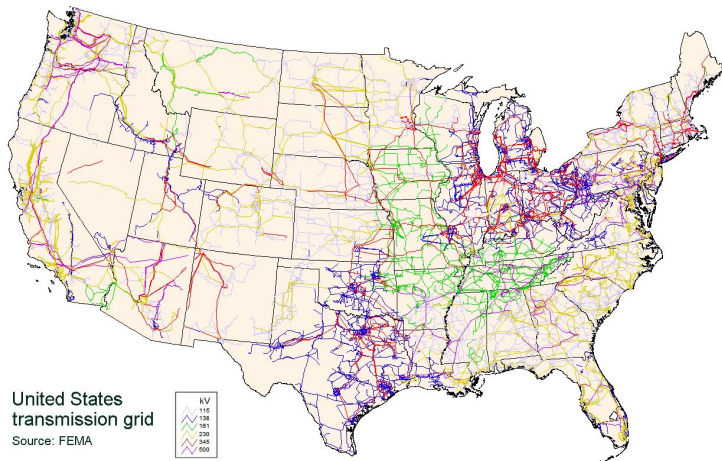 United States
transmission grid
Source: FEMA
kV
115
138
161
230
345
500